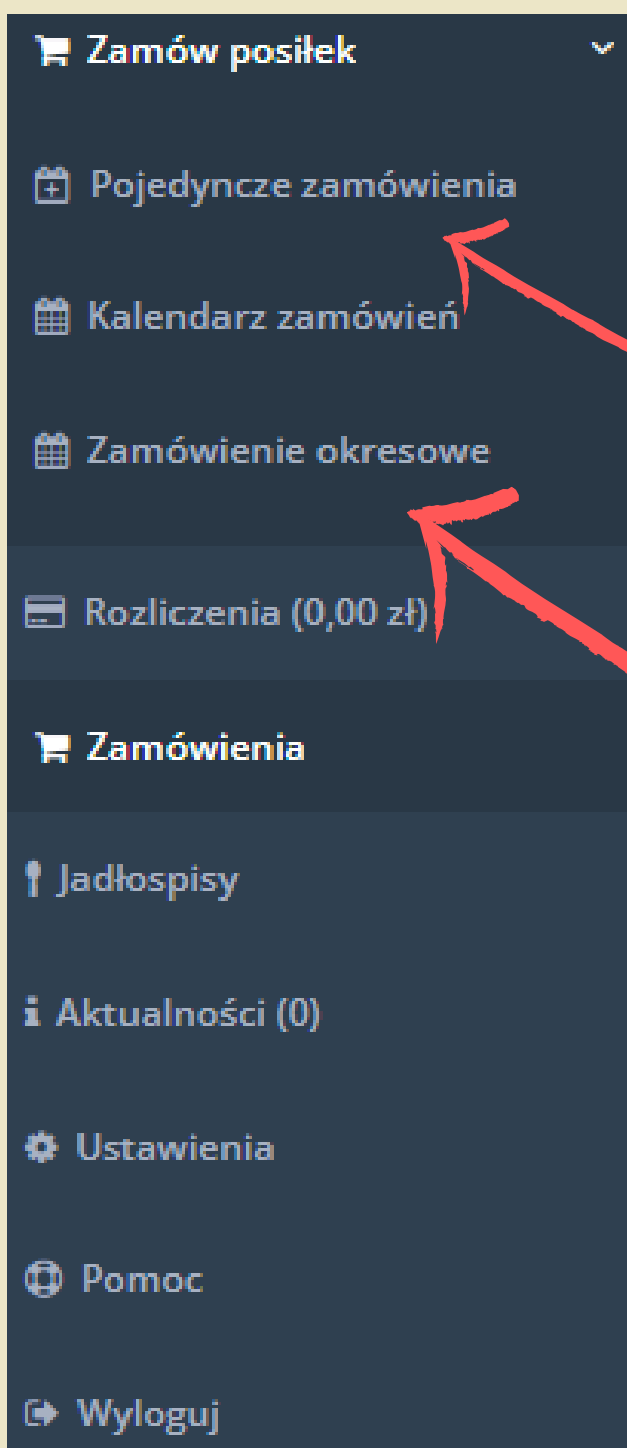 Zamów posiłek
Pojedyncze zamówienia
Kalendarz zamówień
Zamówienie okresowe
Rozliczenia (0,00 zł)
Zamówienia
Jadłospisy
Aktualności (0)
Ustawienia
Pomoc
Wyloguj